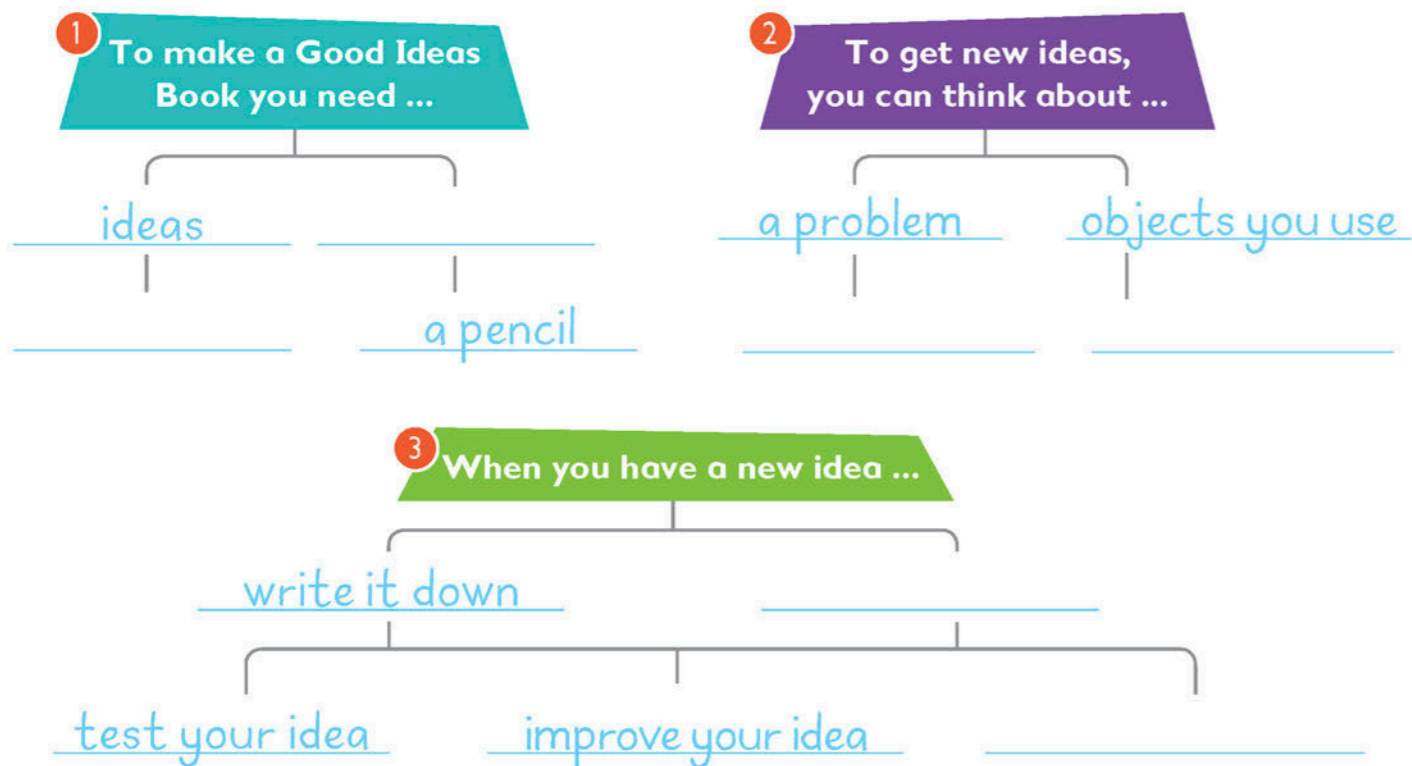 1
To make a Good Ideas
Book you need ...
ideas
a pencil
2
To get new ideas,
you can think about ...
a problem
objects you use
3
When you have a new idea ...
write it down
test your idea
improve your idea